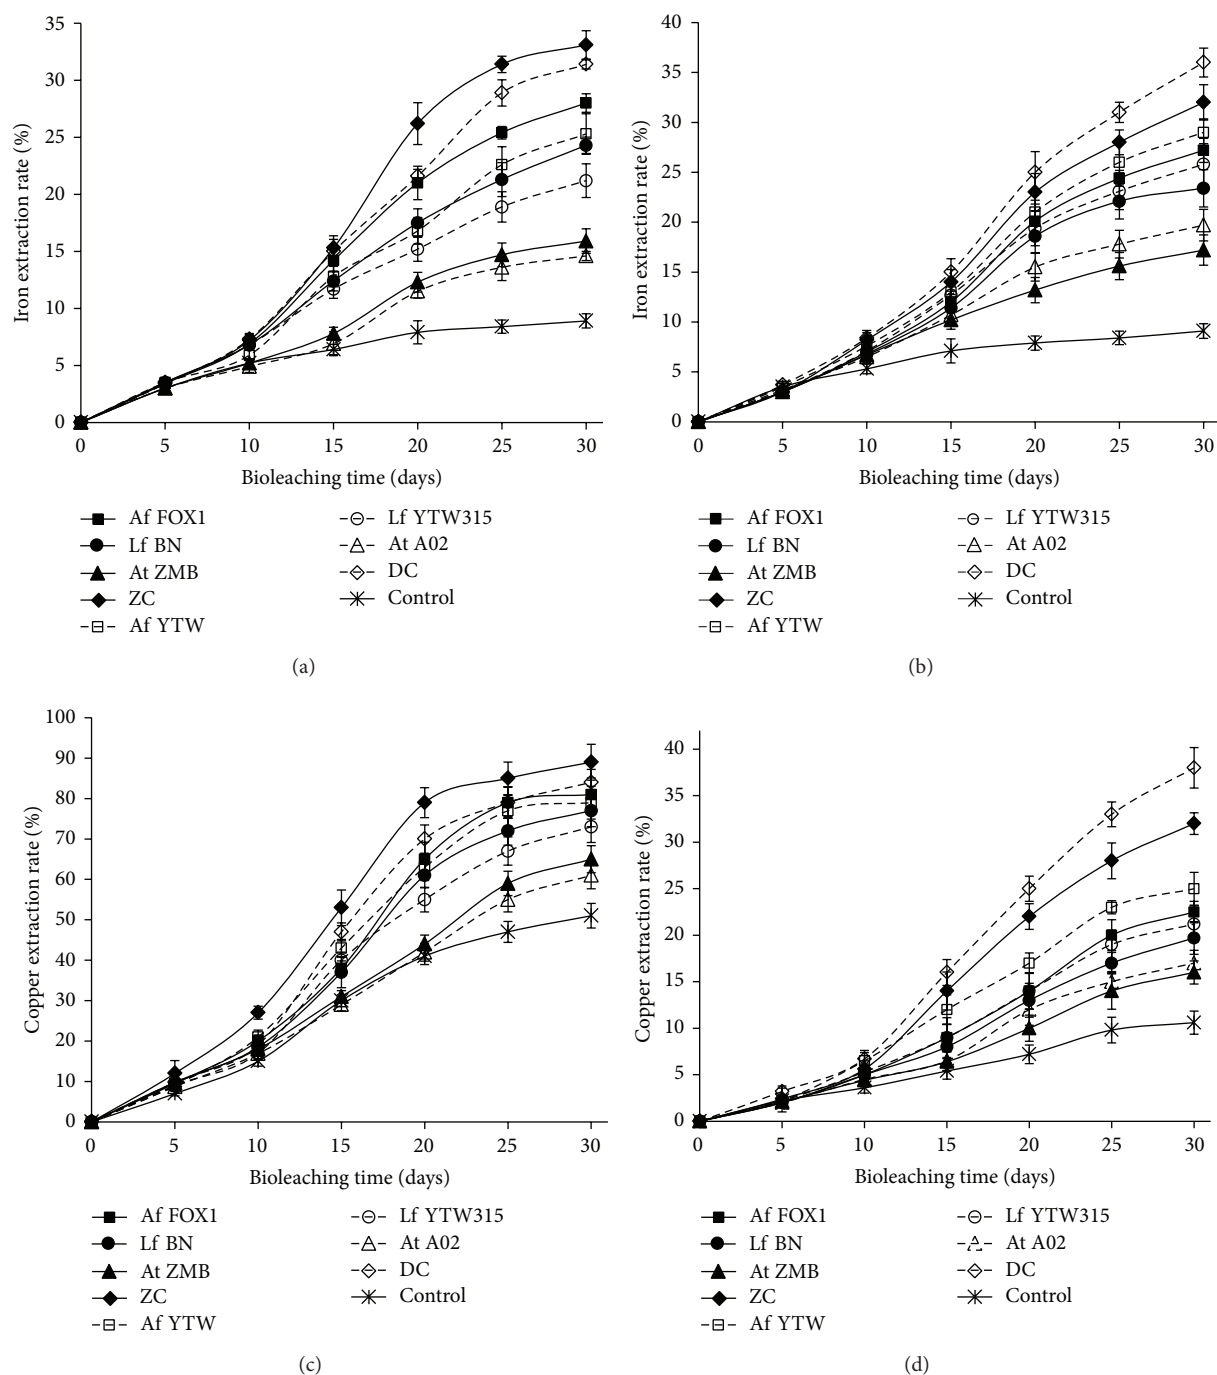 35
30
25
20
15
10
5
0
Iron extraction rate (%)
0 5 10 15 20 25 30
Bioleaching time (days)
Af FOX1
Lf BN
At ZMB
ZC
Af YTW
Lf YTW315
At A02
DC
Control
(a)
40
35
30
25
20
15
10
5
0
Iron extraction rate (%)
0 5 10 15 20 25 30
Bioleaching time (days)
Af FOX1
Lf BN
At ZMB
ZC
Af YTW
Lf YTW315
At A02
DC
Control
(b)
100
90
80
70
60
50
40
30
20
10
0
Copper extraction rate (%)
0 5 10 15 20 25 30
Bioleaching time (days)
Af FOX1
Lf BN
At ZMB
ZC
Af YTW
Lf YTW315
At A02
DC
Control
(c)
40
35
30
25
20
15
10
5
0
Copper extraction rate (%)
0 5 10 15 20 25 30
Bioleaching time (days)
Af FOX1
Lf BN
At ZMB
ZC
Af YTW
Lf YTW315
At A02
DC
Control
(d)